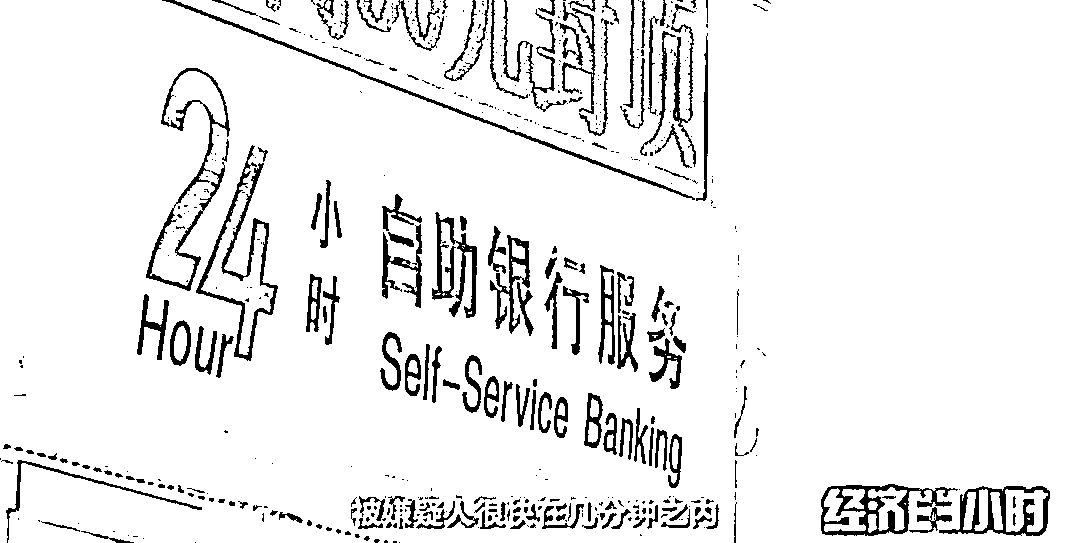 元封顶
24
小时
自助银行服务
Hour
Self-Service Banking
被嫌疑人很快在几分钟之内
经济半小时